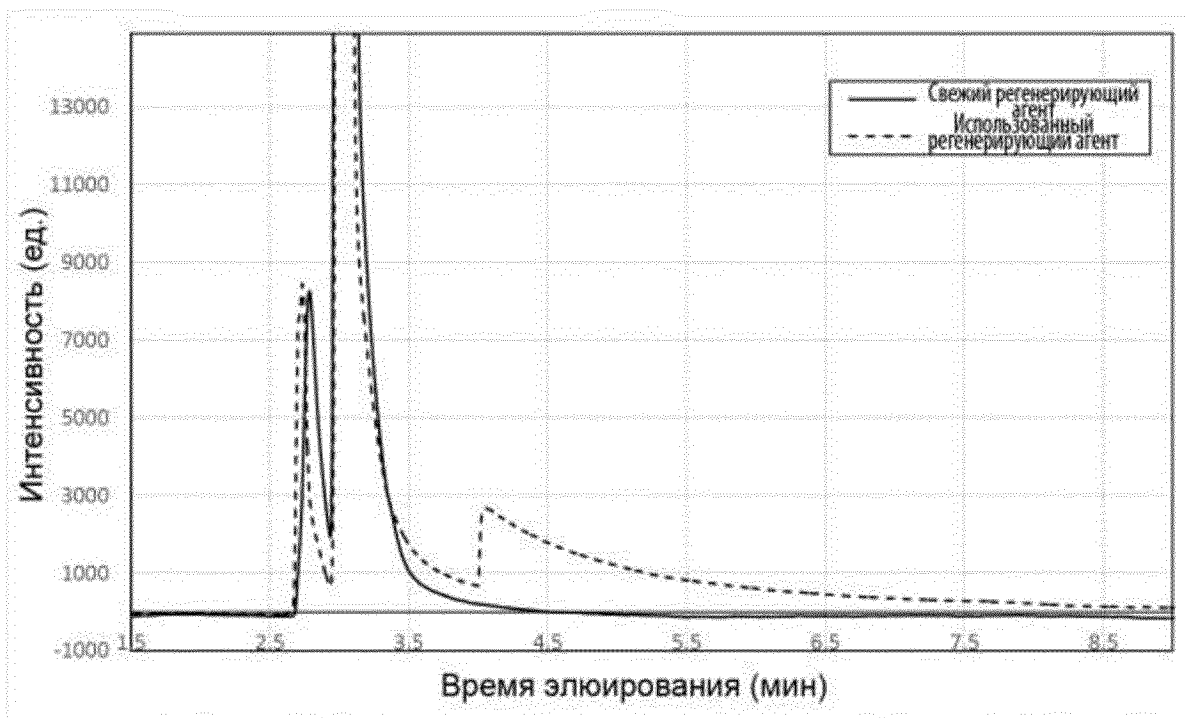 13000
11000
9000
7000
5000
3000
1000
-1000
Интенсивность (ед.)
Свежий регенерирующий
агент
Использованный
регенерирующий агент
1.5 2.5 3.5 4.5 5.5 6.5 7.5 8.5
Время элюирования (мин)